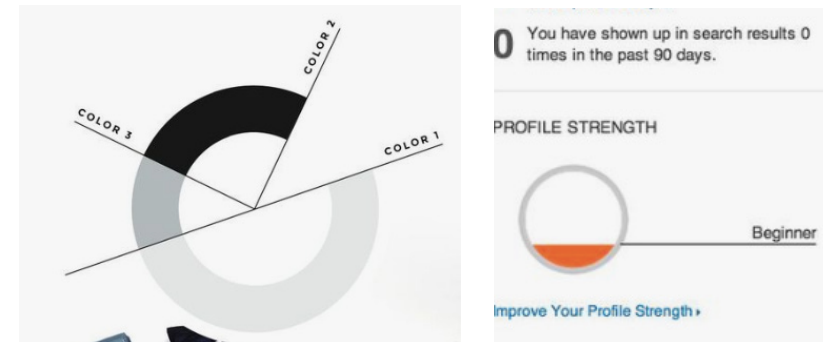 COLOR 2
COLOR 3
COLOR 1
0
You have shown up in search results 0
times in the past 90 days.
PROFILE STRENGTH
Beginner
Improve Your Profile Strength ›